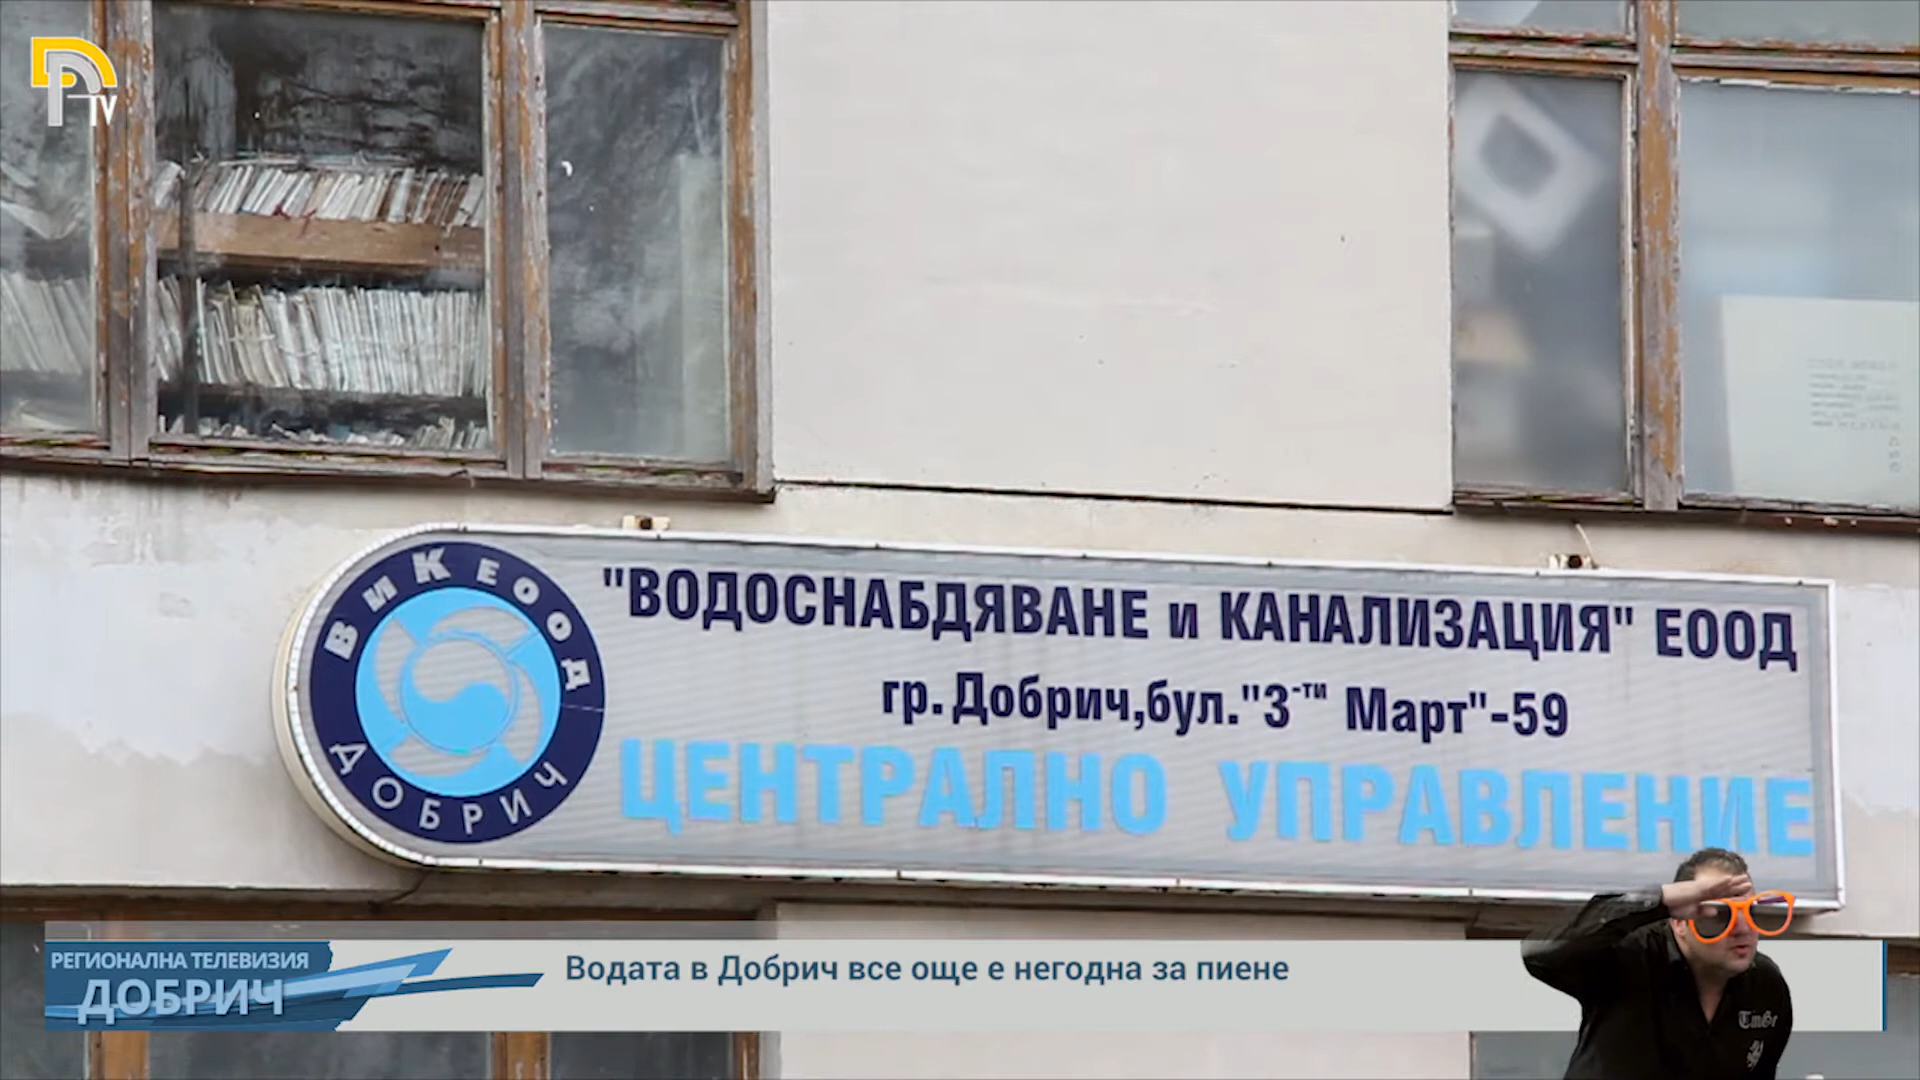 TV
"ВОДОСНАБДЯВАНЕ и КАНАЛИЗАЦИЯ" ЕООД
гр. Добрич, бул. "3-ти Март"-59
ЦЕНТРАЛНО УПРАВЛЕНИЕ
ВиК ЕООД
ДОБРИЧ
РЕГИОНАЛНА ТЕЛЕВИЗИЯ
ДОБРИЧ
Водата в Добрич все още е негодна за пиене